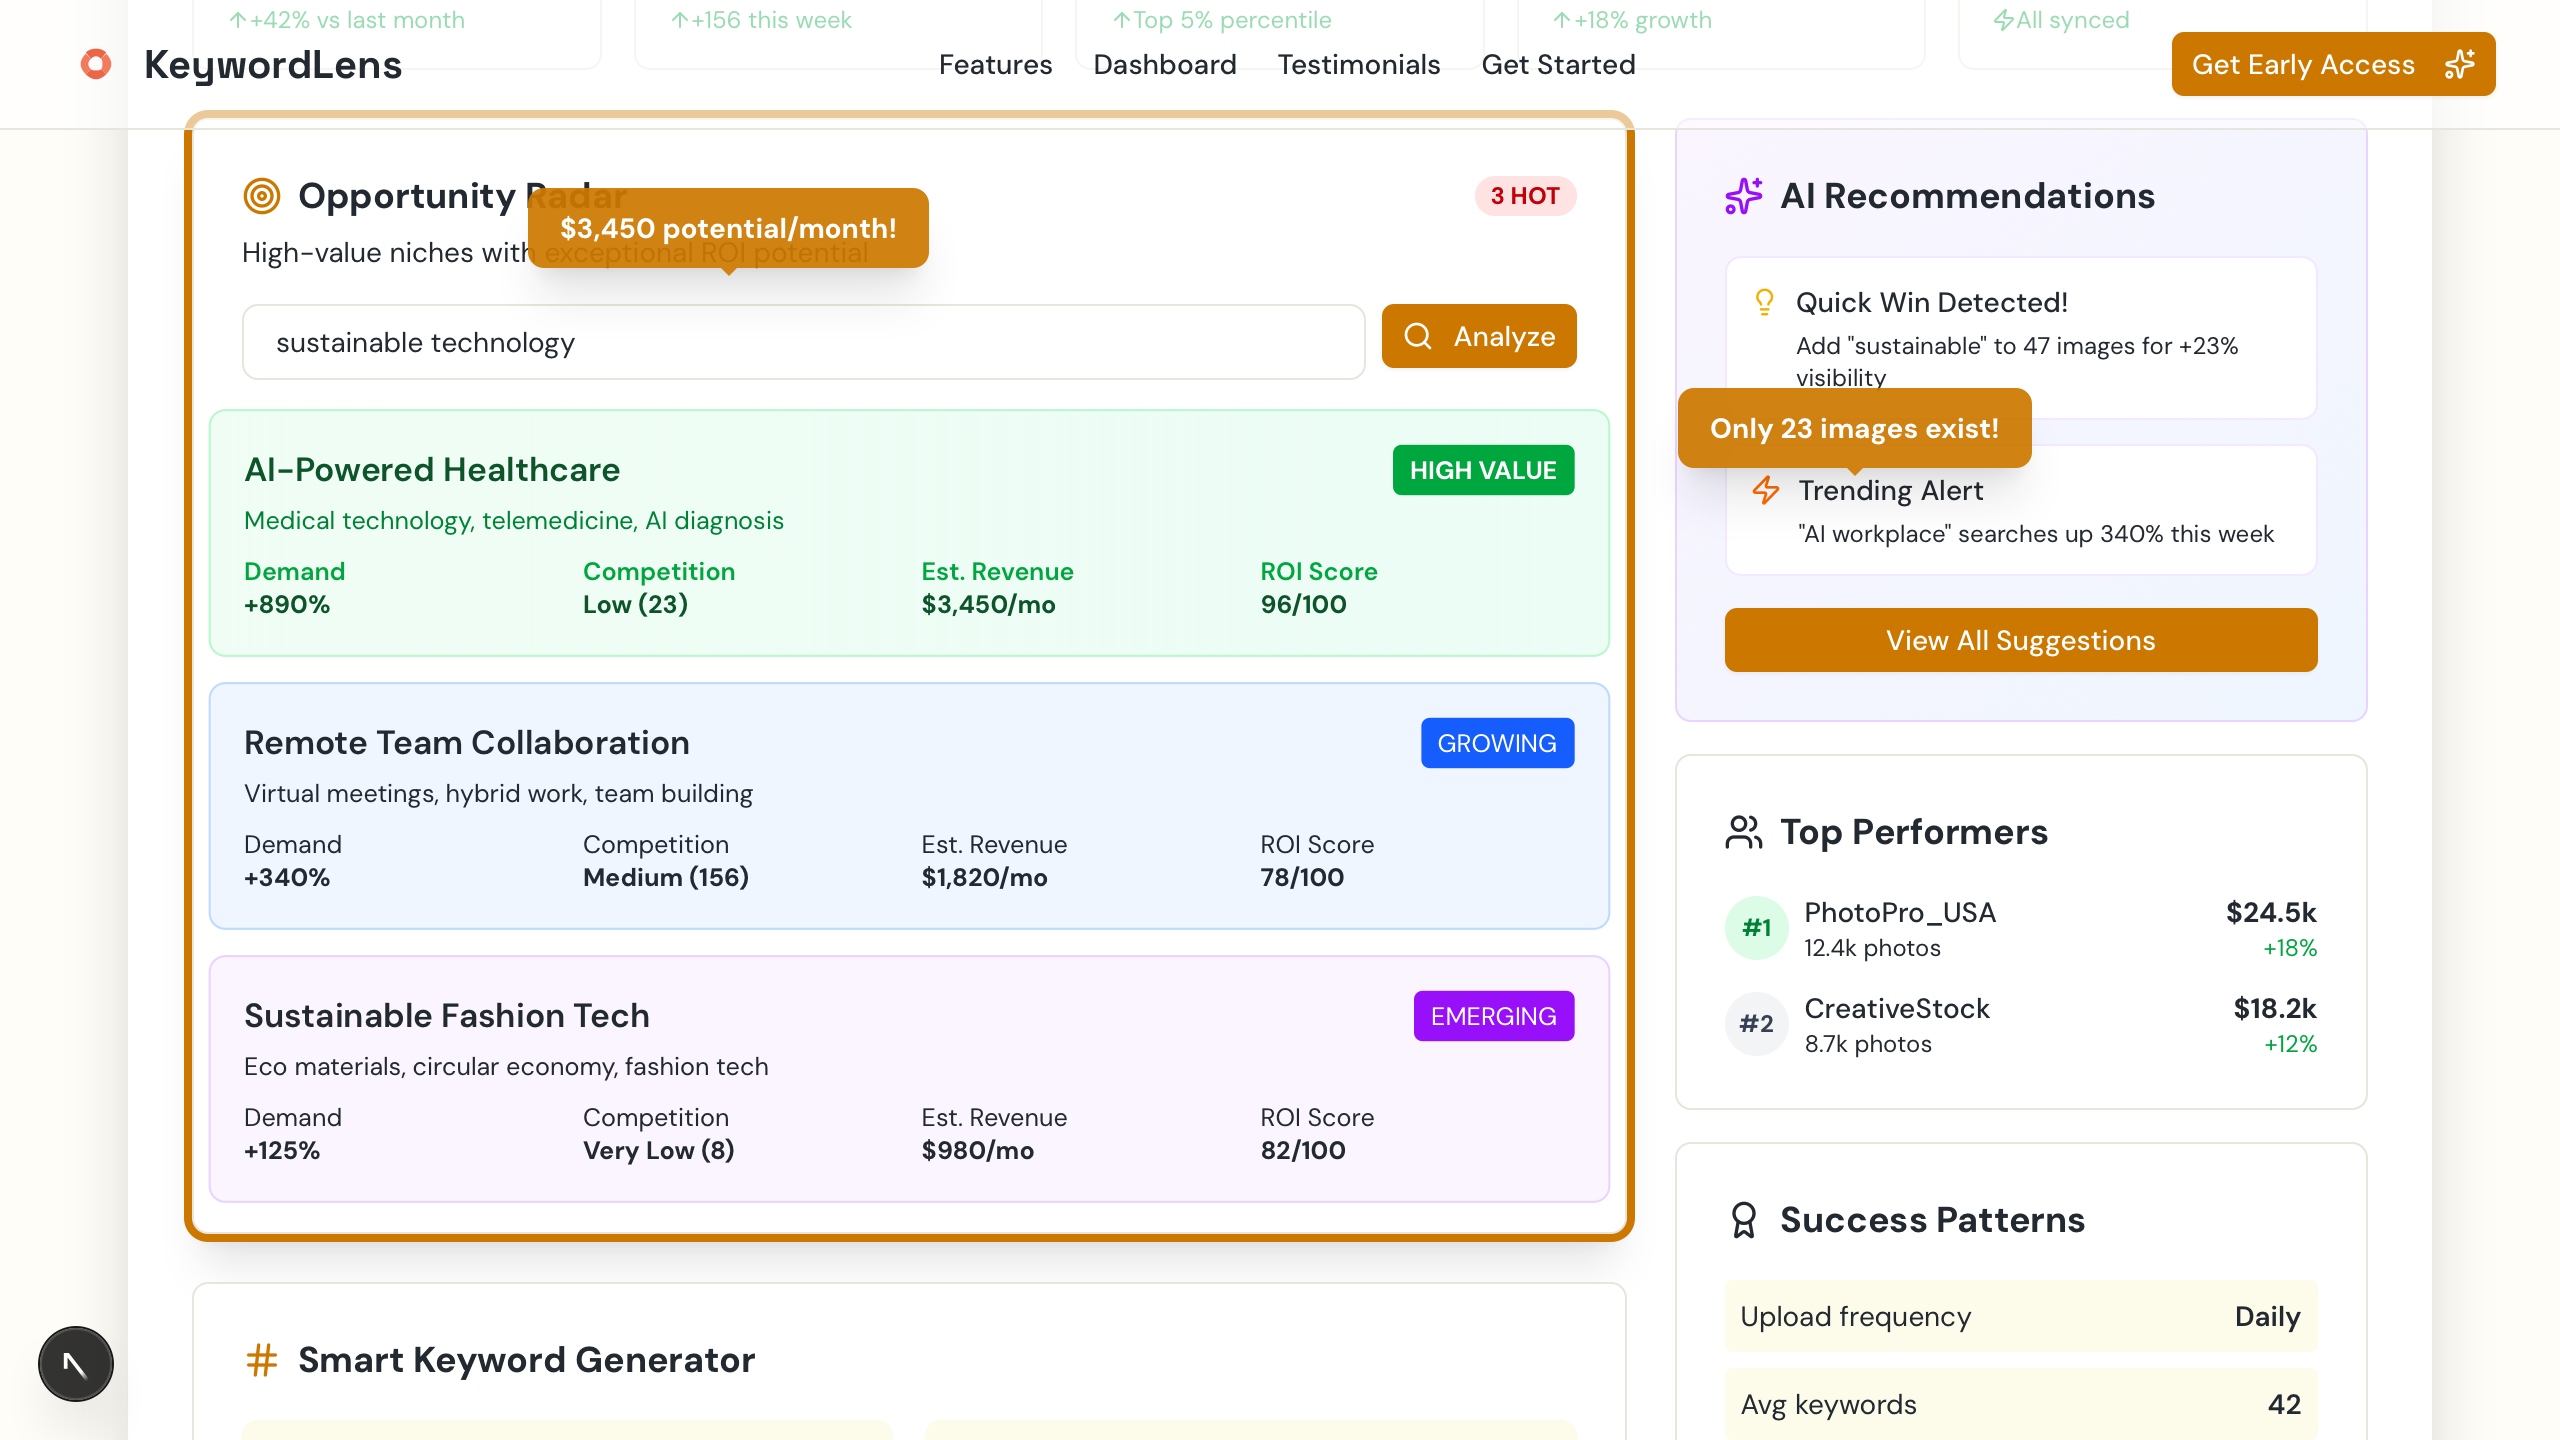 +42% vs last month
+156 this week
Top 5% percentile
+18% growth
All synced
KeywordLens
Features
Dashboard
Testimonials
Get Started
Get Early Access
Opportunity Radar
3 HOT
High-value niches with exceptional ROI potential
$3,450 potential/month!
sustainable technology
Analyze
AI-Powered Healthcare
HIGH VALUE
Medical technology, telemedicine, AI diagnosis
Demand
Competition
Est. Revenue
ROI Score
+890%
Low (23)
$3,450/mo
96/100
Remote Team Collaboration
GROWING
Virtual meetings, hybrid work, team building
Demand
Competition
Est. Revenue
ROI Score
+340%
Medium (156)
$1,820/mo
78/100
Sustainable Fashion Tech
EMERGING
Eco materials, circular economy, fashion tech
Demand
Competition
Est. Revenue
ROI Score
+125%
Very Low (8)
$980/mo
82/100
Smart Keyword Generator
AI Recommendations
Quick Win Detected!
Add "sustainable" to 47 images for +23%
visibility
Only 23 images exist!
Trending Alert
"AI workplace" searches up 340% this week
View All Suggestions
Top Performers
#1
PhotoPro_USA
$24.5k
12.4k photos
+18%
#2
CreativeStock
$18.2k
8.7k photos
+12%
Success Patterns
Upload frequency
Daily
Avg keywords
42